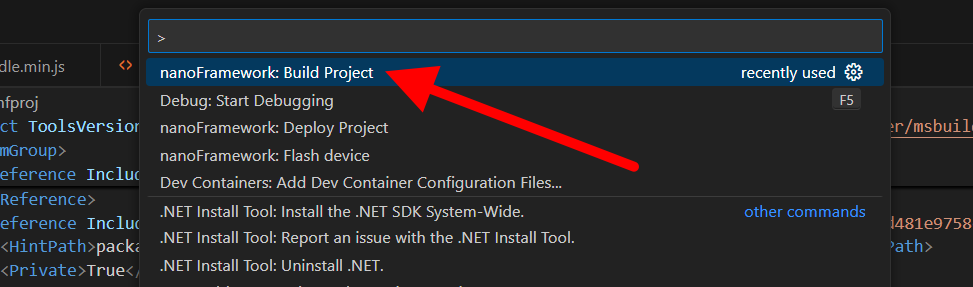 >
dle.min.js <>
nanoFramework: Build Project recently used
nfproj
Debug: Start Debugging F5
ct ToolsVersion nanoFramework: Deploy Project er/msbuil
mGroup>
nanoFramework: Flash device
eference Includ
Dev Containers: Add Dev Container Configuration Files...
Reference>
.NET Install Tool: Install the .NET SDK System-Wide. other commands
eference Includ d481e9758
.NET Install Tool: Report an issue with the .NET Install Tool.
<HintPath>packa Path>
<Private>True</ .NET Install Tool: Uninstall .NET.